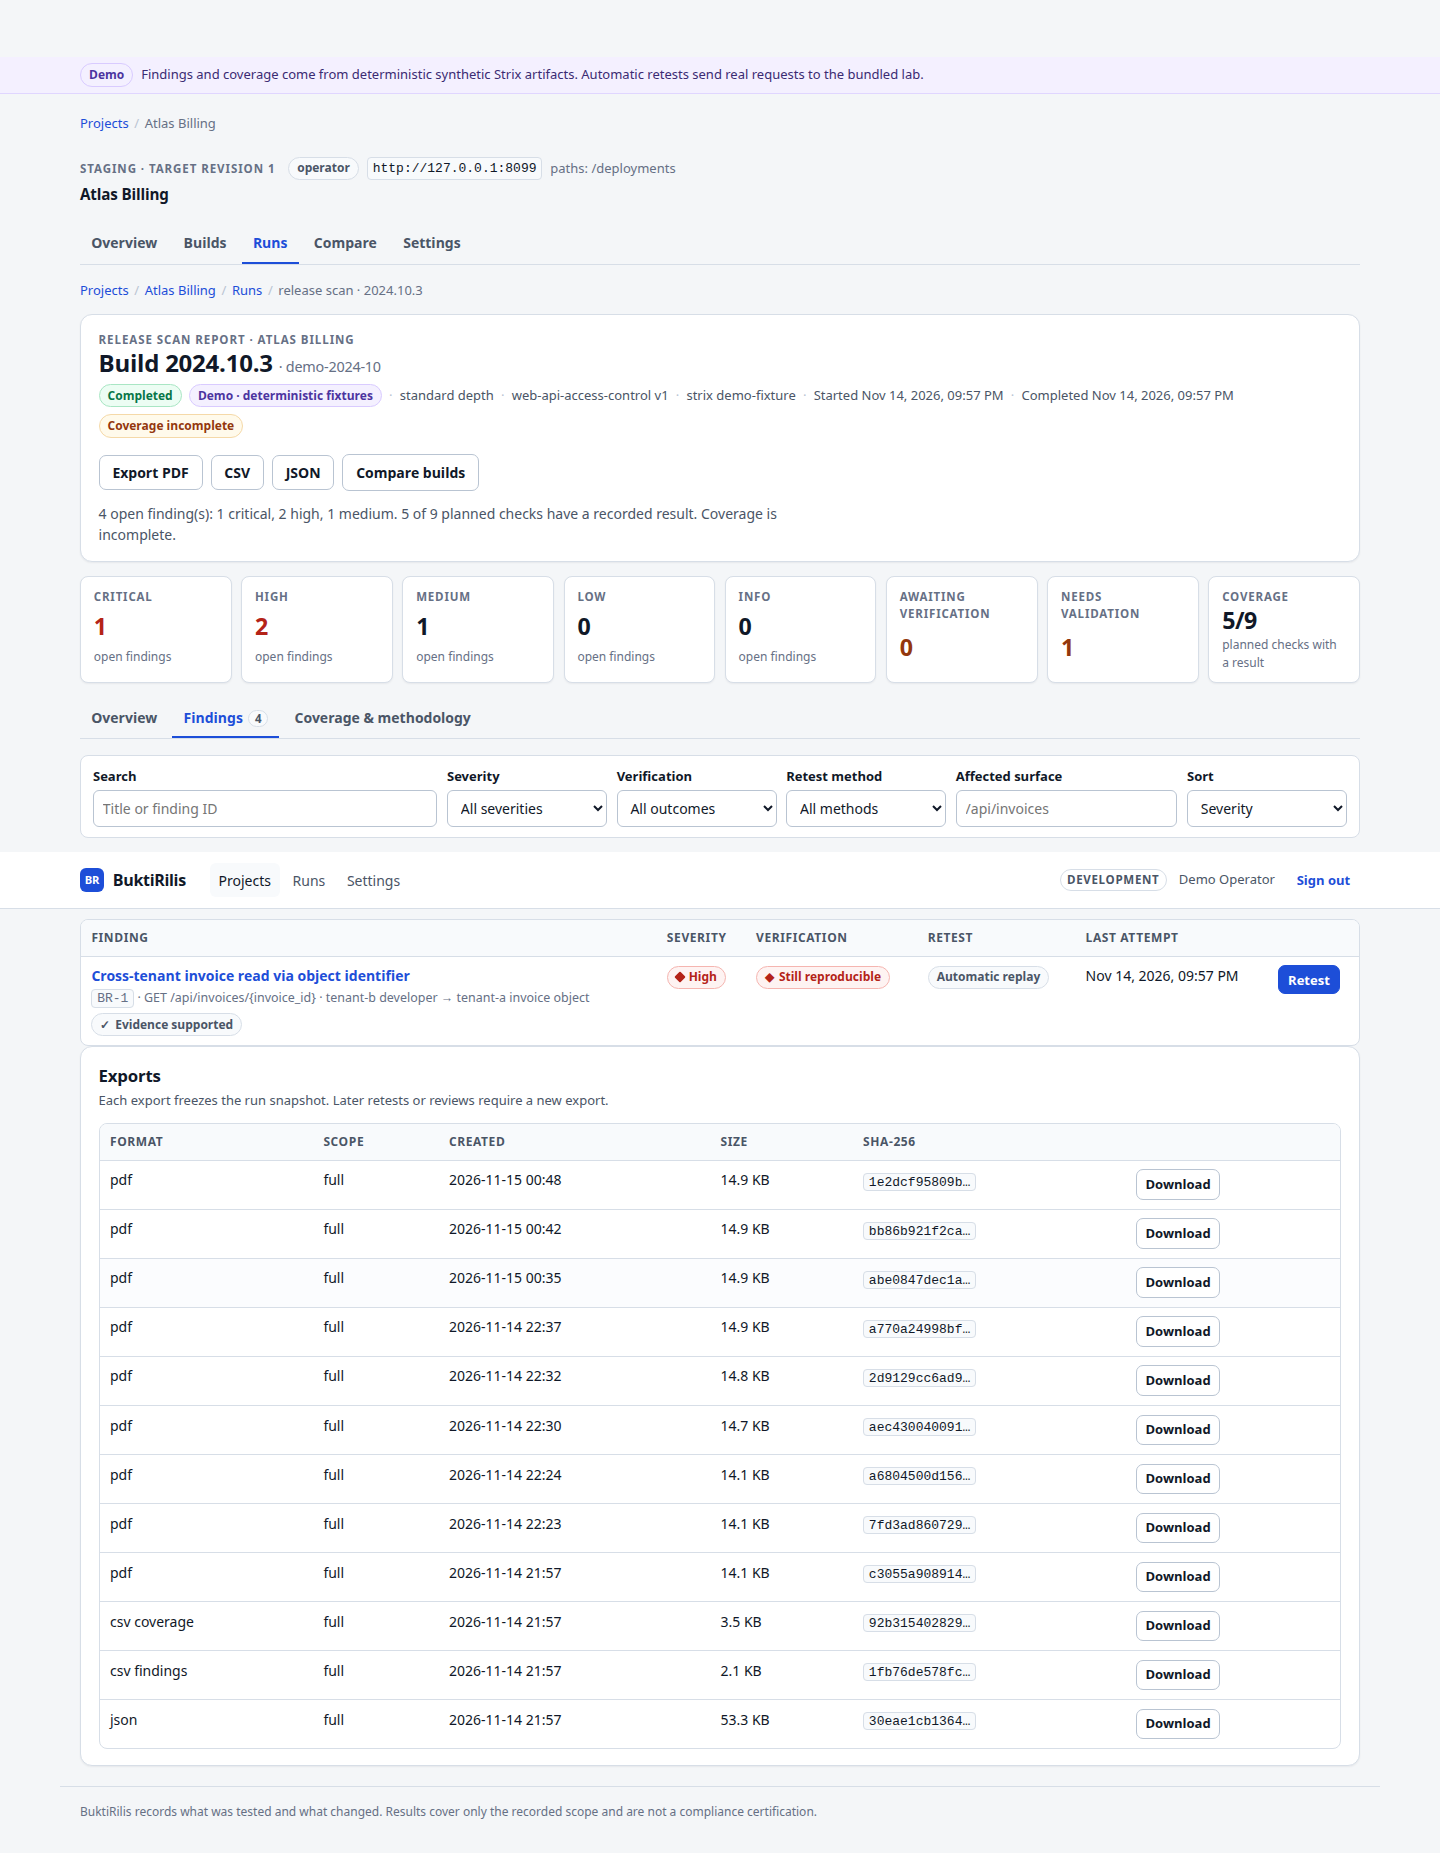 Demo Findings and coverage come from deterministic synthetic Strix artifacts. Automatic retests send real requests to the bundled lab.
Projects / Atlas Billing
STAGING · TARGET REVISION 1 operator http://127.0.0.1:8099 paths: /deployments
Atlas Billing
Overview Builds Runs Compare Settings
Projects / Atlas Billing / Runs / release scan · 2024.10.3
RELEASE SCAN REPORT · ATLAS BILLING
Build 2024.10.3 · demo-2024-10
Completed Demo · deterministic fixtures · standard depth · web-api-access-control v1 · strix demo-fixture · Started Nov 14, 2026, 09:57 PM · Completed Nov 14, 2026, 09:57 PM
Coverage incomplete
Export PDF CSV JSON Compare builds
4 open finding(s): 1 critical, 2 high, 1 medium. 5 of 9 planned checks have a recorded result. Coverage is
incomplete.
CRITICAL
1
open findings
HIGH
2
open findings
MEDIUM
1
open findings
LOW
0
open findings
INFO
0
open findings
AWAITING
VERIFICATION
0
NEEDS
VALIDATION
1
COVERAGE
5/9
planned checks with
a result
Overview Findings 4 Coverage & methodology
Search Severity Verification Retest method Affected surface Sort
Title or finding ID All severities All outcomes All methods /api/invoices Severity
BR BuktiRilis Projects Runs Settings DEVELOPMENT Demo Operator Sign out
FINDING SEVERITY VERIFICATION RETEST LAST ATTEMPT
Cross-tenant invoice read via object identifier ◆ High ◆ Still reproducible Automatic replay Nov 14, 2026, 09:57 PM Retest
BR-1 · GET /api/invoices/{invoice_id} · tenant-b developer → tenant-a invoice object
✓ Evidence supported
Exports
Each export freezes the run snapshot. Later retests or reviews require a new export.
FORMAT SCOPE CREATED SIZE SHA-256
pdf full 2026-11-15 00:48 14.9 KB 1e2dcf95809b… Download
pdf full 2026-11-15 00:42 14.9 KB bb86b921f2ca… Download
pdf full 2026-11-15 00:35 14.9 KB abe0847dec1a… Download
pdf full 2026-11-14 22:37 14.9 KB a770a24998bf… Download
pdf full 2026-11-14 22:32 14.8 KB 2d9129cc6ad9… Download
pdf full 2026-11-14 22:30 14.7 KB aec430040091… Download
pdf full 2026-11-14 22:24 14.1 KB a6804500d156… Download
pdf full 2026-11-14 22:23 14.1 KB 7fd3ad860729… Download
pdf full 2026-11-14 21:57 14.1 KB c3055a908914… Download
csv coverage full 2026-11-14 21:57 3.5 KB 92b315402829… Download
csv findings full 2026-11-14 21:57 2.1 KB 1fb76de578fc… Download
json full 2026-11-14 21:57 53.3 KB 30eae1cb1364… Download
BuktiRilis records what was tested and what changed. Results cover only the recorded scope and are not a compliance certification.